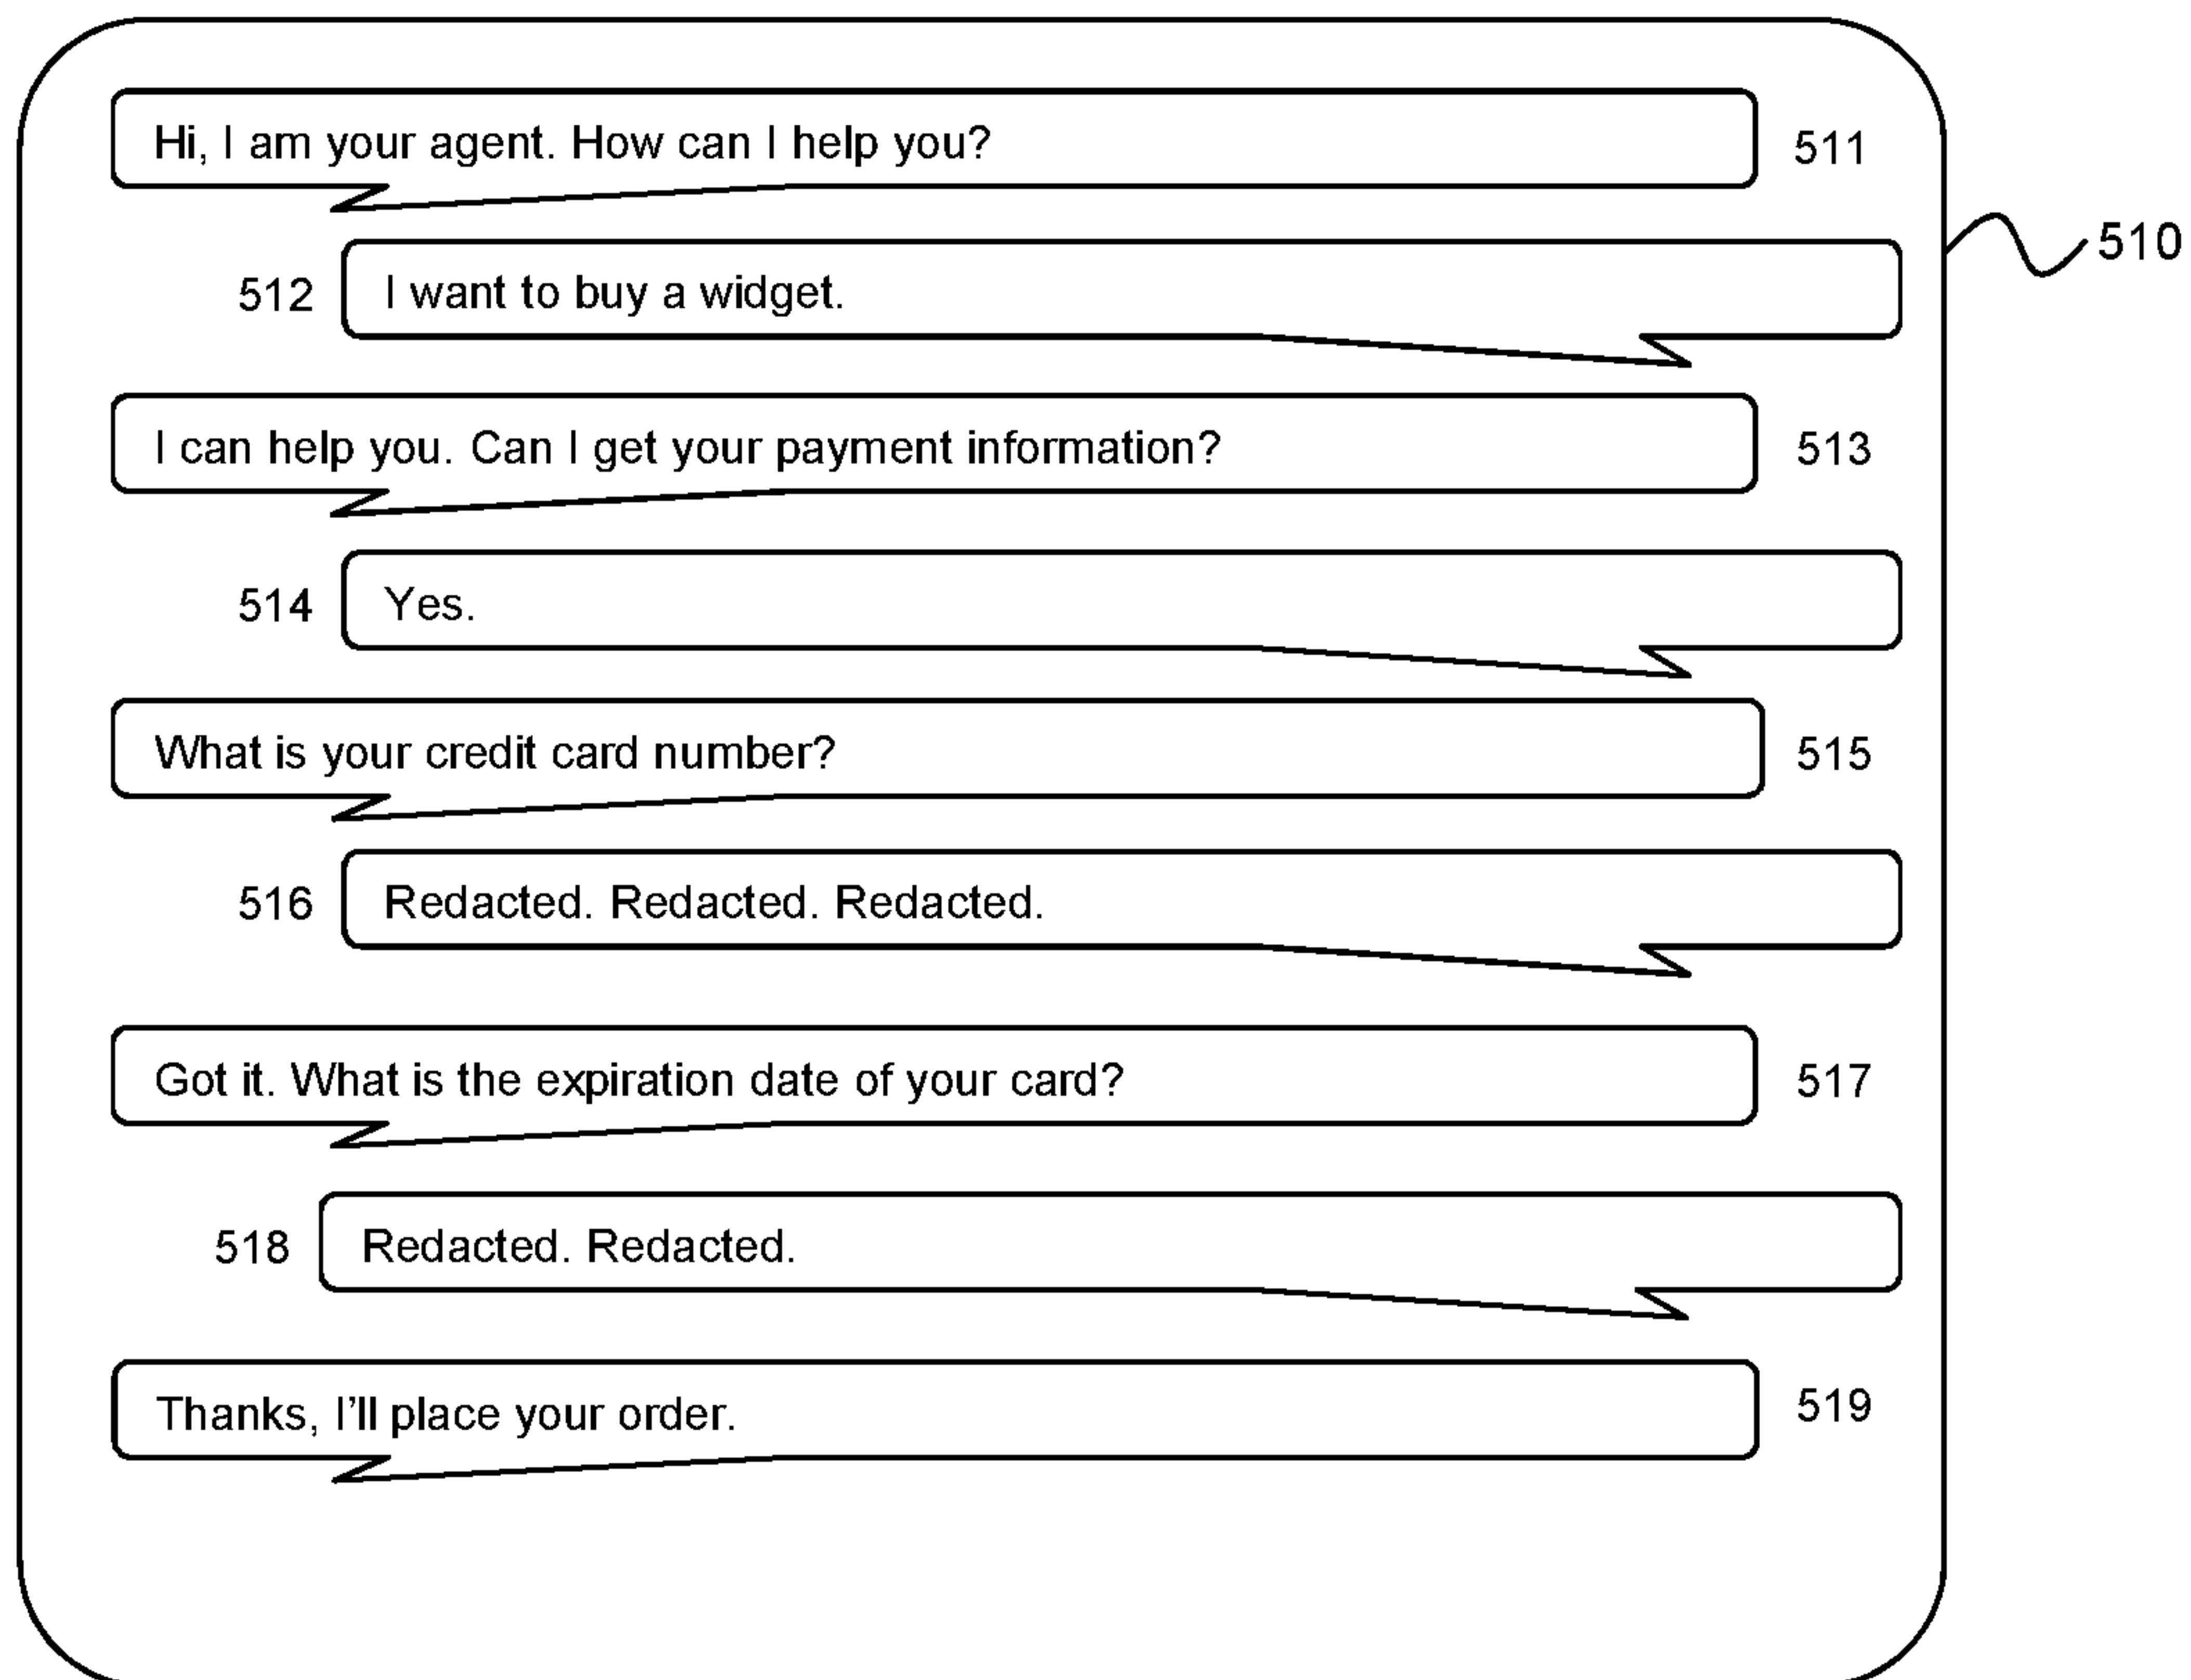 Hi, I am your agent. How can I help you? 511
510
512 I want to buy a widget.
I can help you. Can I get your payment information? 513
514 Yes.
What is your credit card number? 515
516 Redacted. Redacted. Redacted.
Got it. What is the expiration date of your card? 517
518 Redacted. Redacted.
Thanks, I’ll place your order. 519